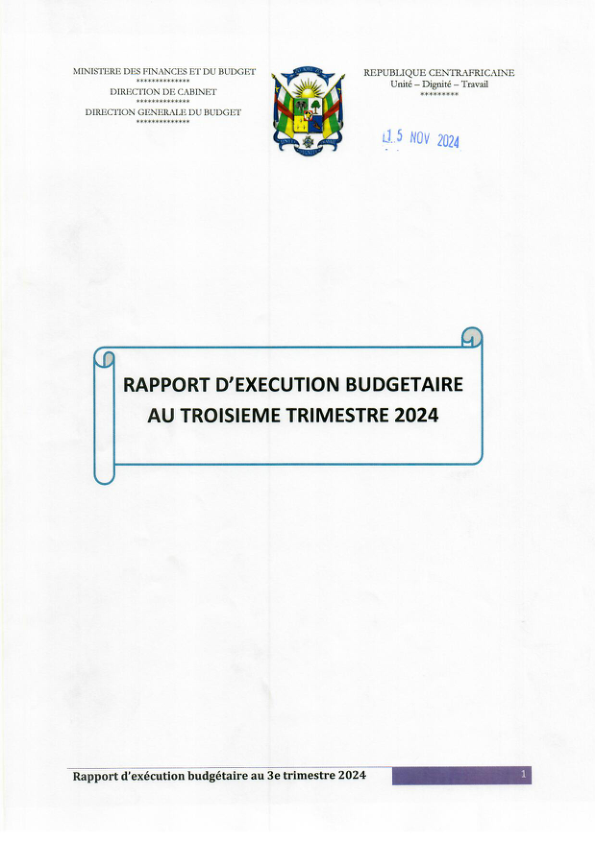 MINISTERE DES FINANCES ET DU BUDGET
**************
DIRECTION DE CABINET
**************
DIRECTION GENERALE DU BUDGET
**************
REPUBLIQUE CENTRAFRICAINE
Unité – Dignité – Travail
*********
15 NOV 2024
RAPPORT D'EXECUTION BUDGETAIRE
AU TROISIEME TRIMESTRE 2024
Rapport d'exécution budgétaire au 3e trimestre 2024
1